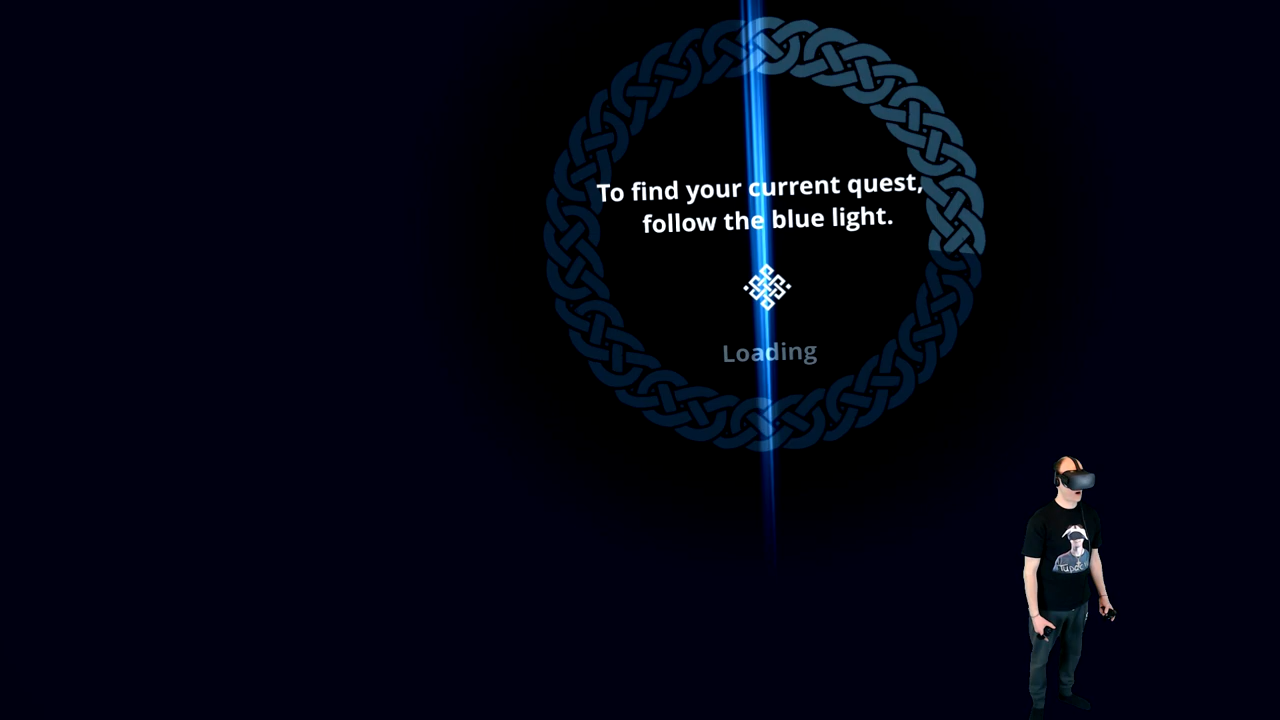 To find your current quest,
follow the blue light.
Loading